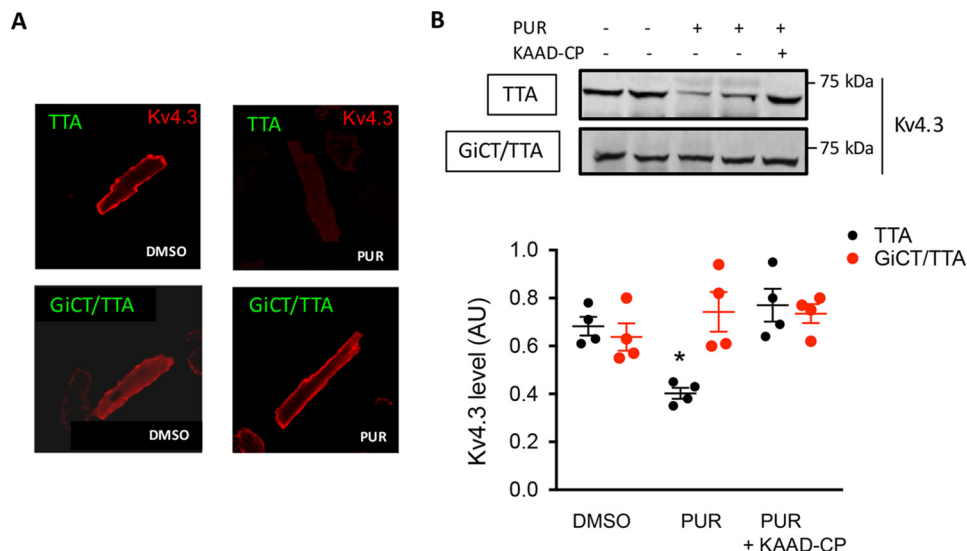 A
TTA Kv4.3
DMSO
TTA Kv4.3
PUR
GiCT/TTA
DMSO
GiCT/TTA
PUR
B
PUR - - + + +
KAAD-CP - - - - +
TTA
75 kDa
GiCT/TTA
75 kDa
Kv4.3
TTA
GiCT/TTA
Kv4.3 level (AU)
1.0
0.8
0.6
0.4
0.2
0.0
*
DMSO
PUR
PUR
+ KAAD-CP